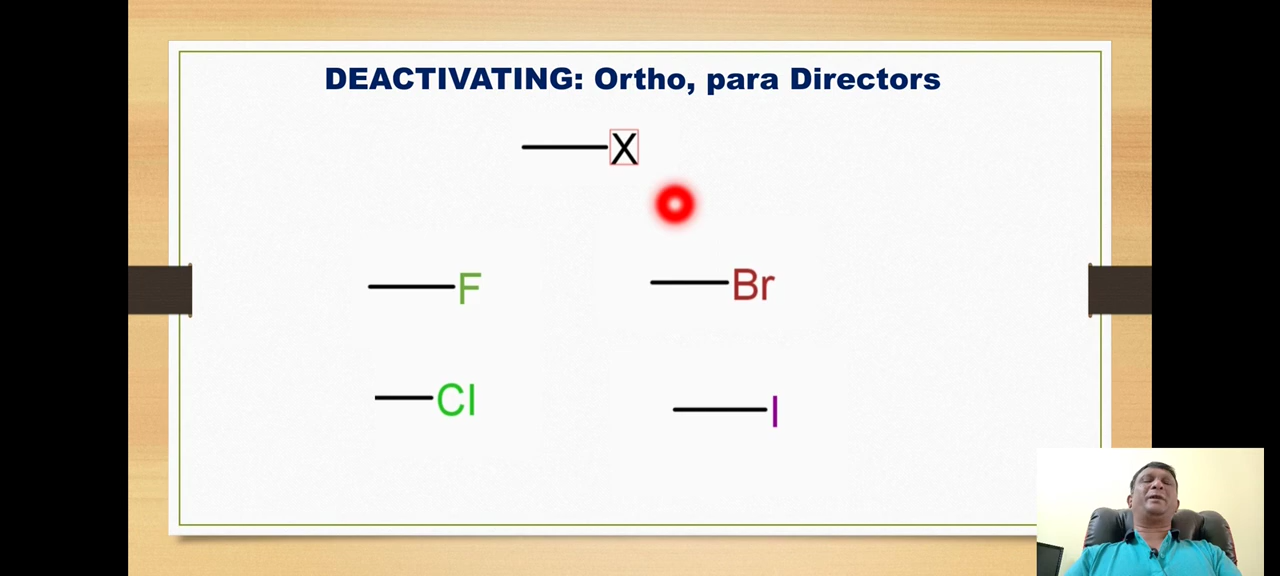 DEACTIVATING: Ortho, para Directors
X
F
Br
Cl
I